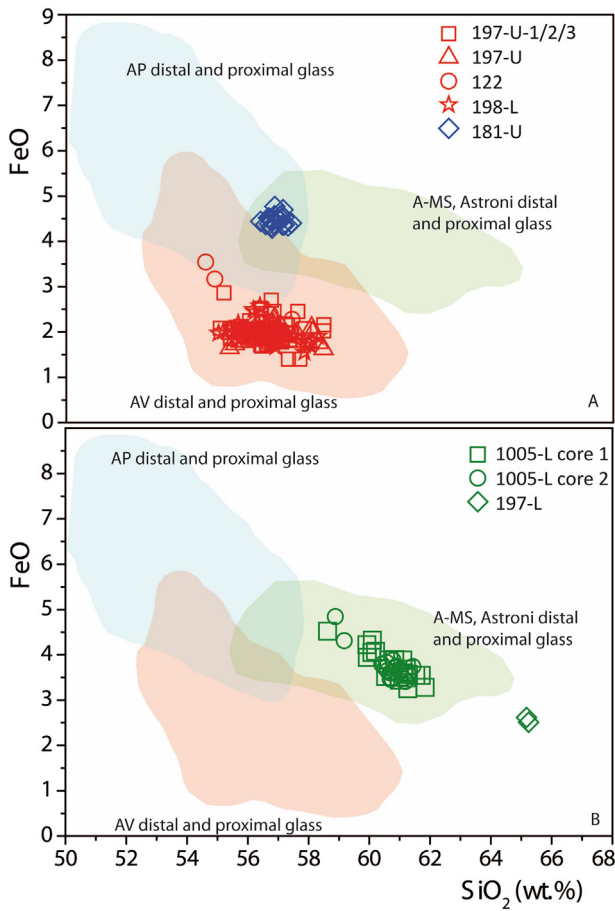 9
8
7
6
5
4
3
2
1
0
FeO
AP distal and proximal glass
197-U-1/2/3
197-U
122
198-L
181-U
A-MS, Astroni distal
and proximal glass
AV distal and proximal glass
A
8
7
6
5
4
3
2
1
0
FeO
AP distal and proximal glass
1005-L core 1
1005-L core 2
197-L
A-MS, Astroni distal
and proximal glass
AV distal and proximal glass
B
50 52 54 56 58 60 62 64 66 68
SiO₂ (wt.%)